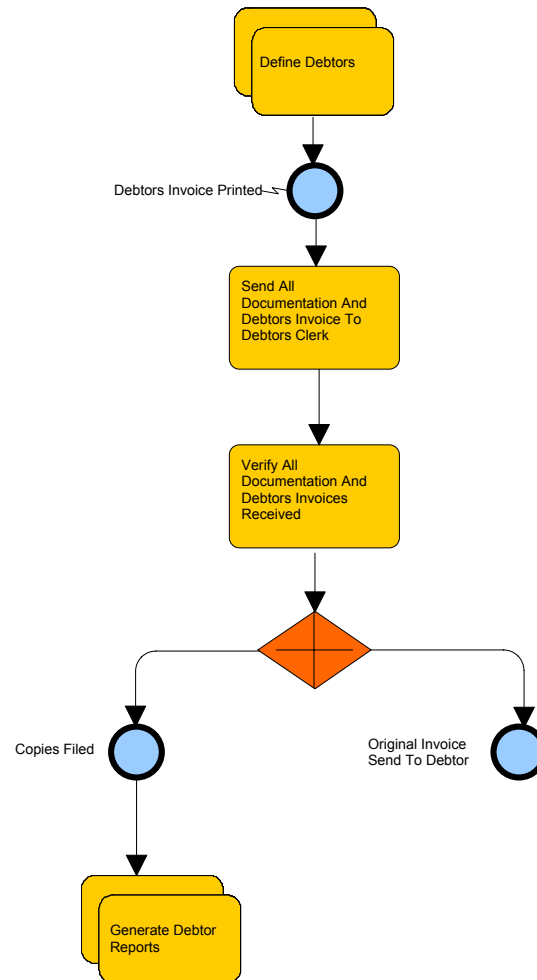 Define Debtors
Debtors Invoice Printed
Send All
Documentation And
Debtors Invoice To
Debtors Clerk
Verify All
Documentation And
Debtors Invoices
Received
Copies Filed
Original Invoice
Send To Debtor
Generate Debtor
Reports